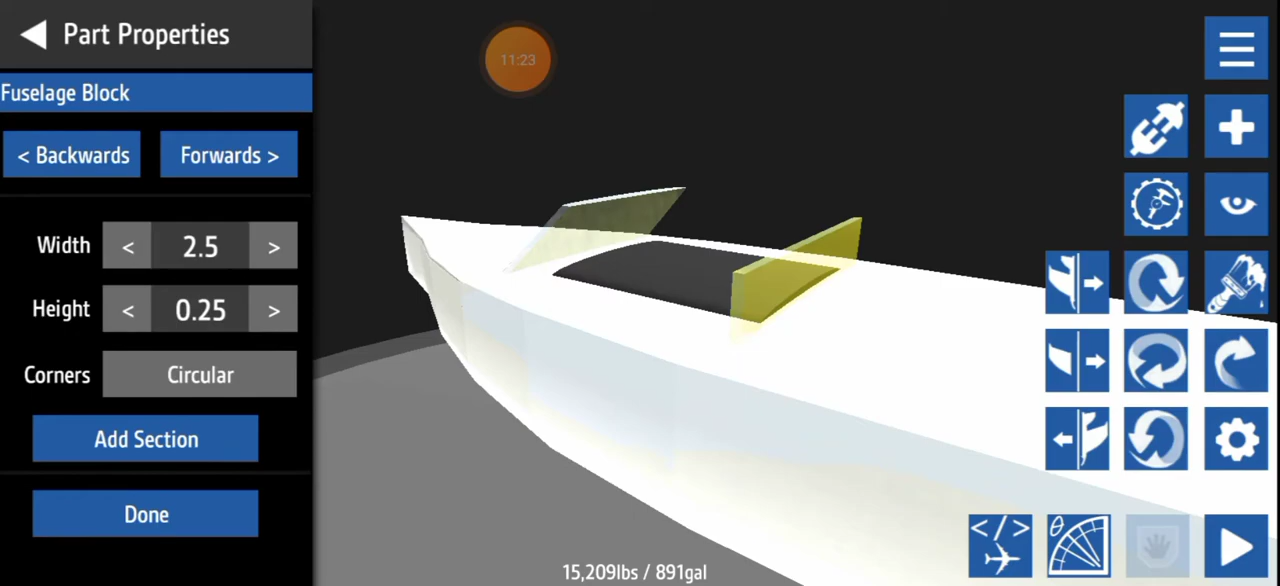 Part Properties
Fuselage Block
< Backwards
Forwards >
Width < 2.5 >
Height < 0.25 >
Corners Circular
Add Section
Done
11:23
15,209lbs / 891gal
</>
θ